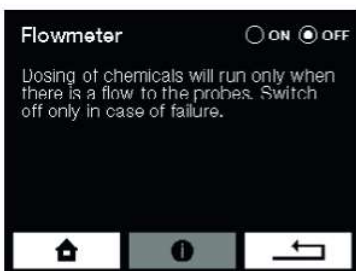 Flowmeter ON OFF
Dosing of chemicals will run only when
there is a flow to the probes. Switch
off only in case of failure.